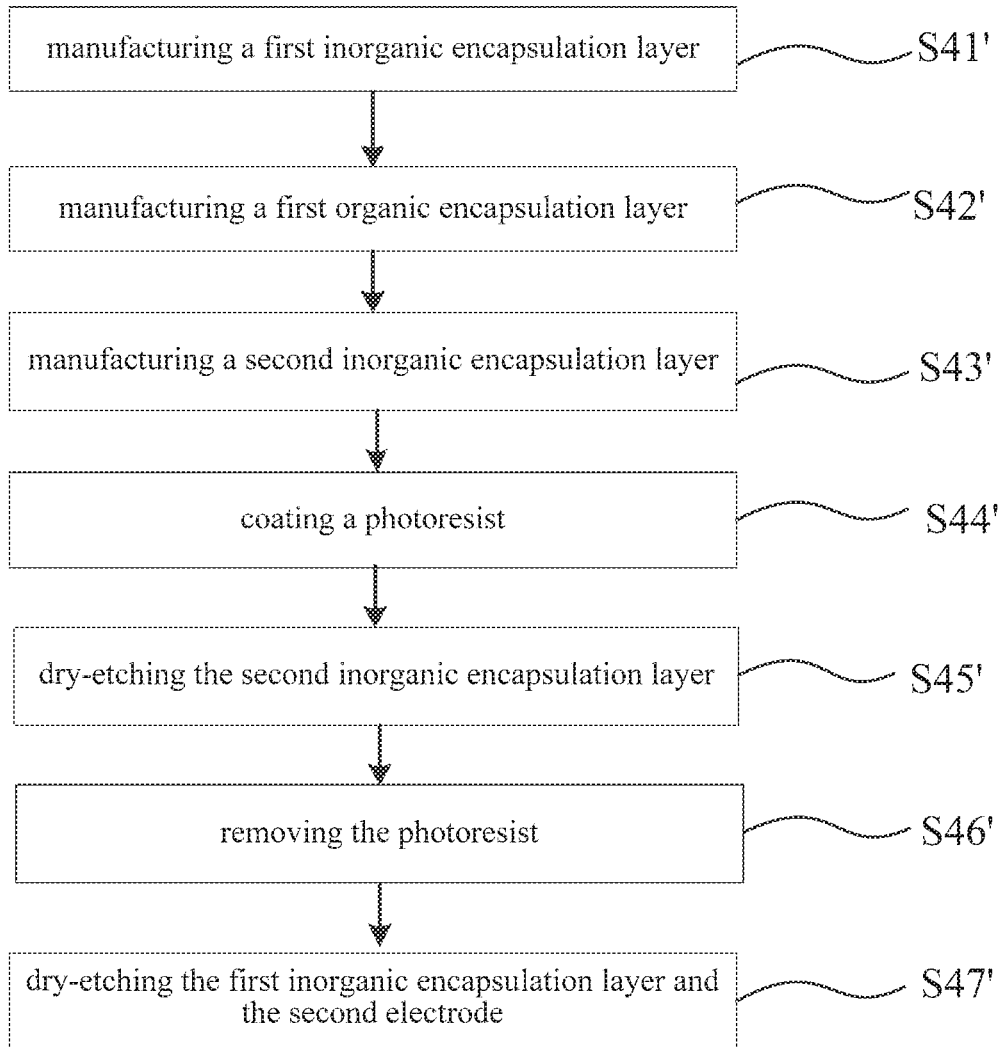 manufacturing a first inorganic encapsulation layer
S41'
manufacturing a first organic encapsulation layer
S42'
manufacturing a second inorganic encapsulation layer
S43'
coating a photoresist
S44'
dry-etching the second inorganic encapsulation layer
S45'
removing the photoresist
S46'
dry-etching the first inorganic encapsulation layer and
the second electrode
S47'